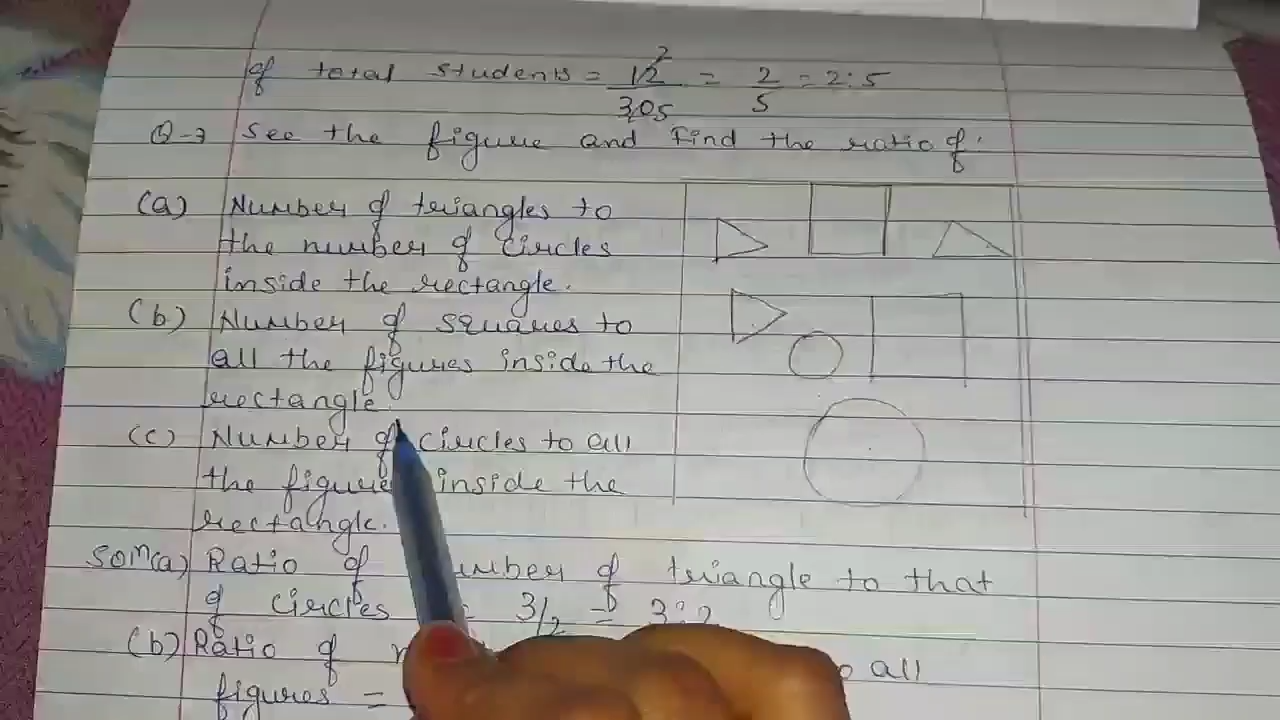 of total students = 12 2 / 30 5 = 2/5 = 2:5
Q-3 See the figure and find the ratio of:
(a) Number of triangles to
the number of circles
inside the rectangle.
(b) Number of squares to
all the figures inside the
rectangle.
(c) Number of circles to all
the figures inside the
rectangle.
Soln(a) Ratio of number of triangle to that
of circles = 3/2 = 3:2
(b) Ratio of all
figures =